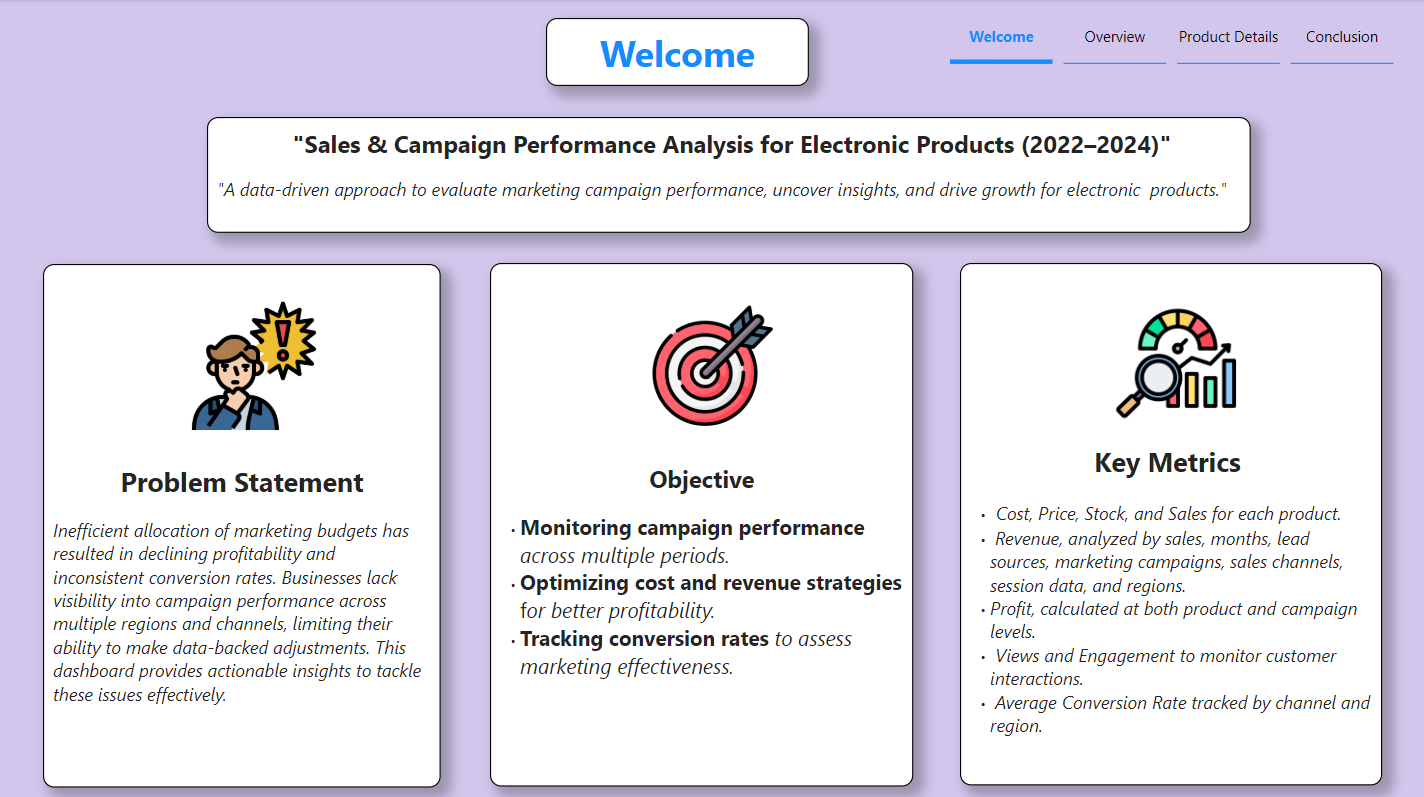 Welcome
Welcome
Overview
Product Details
Conclusion
"Sales & Campaign Performance Analysis for Electronic Products (2022–2024)"
"A data-driven approach to evaluate marketing campaign performance, uncover insights, and drive growth for electronic  products."
Problem Statement
Inefficient allocation of marketing budgets has
resulted in declining profitability and
inconsistent conversion rates. Businesses lack
visibility into campaign performance across
multiple regions and channels, limiting their
ability to make data-backed adjustments. This
dashboard provides actionable insights to tackle
these issues effectively.
Objective
• Monitoring campaign performance
across multiple periods.
• Optimizing cost and revenue strategies
for better profitability.
• Tracking conversion rates to assess
marketing effectiveness.
Key Metrics
• Cost, Price, Stock, and Sales for each product.
• Revenue, analyzed by sales, months, lead
sources, marketing campaigns, sales channels,
session data, and regions.
• Profit, calculated at both product and campaign
levels.
• Views and Engagement to monitor customer
interactions.
• Average Conversion Rate tracked by channel and
region.